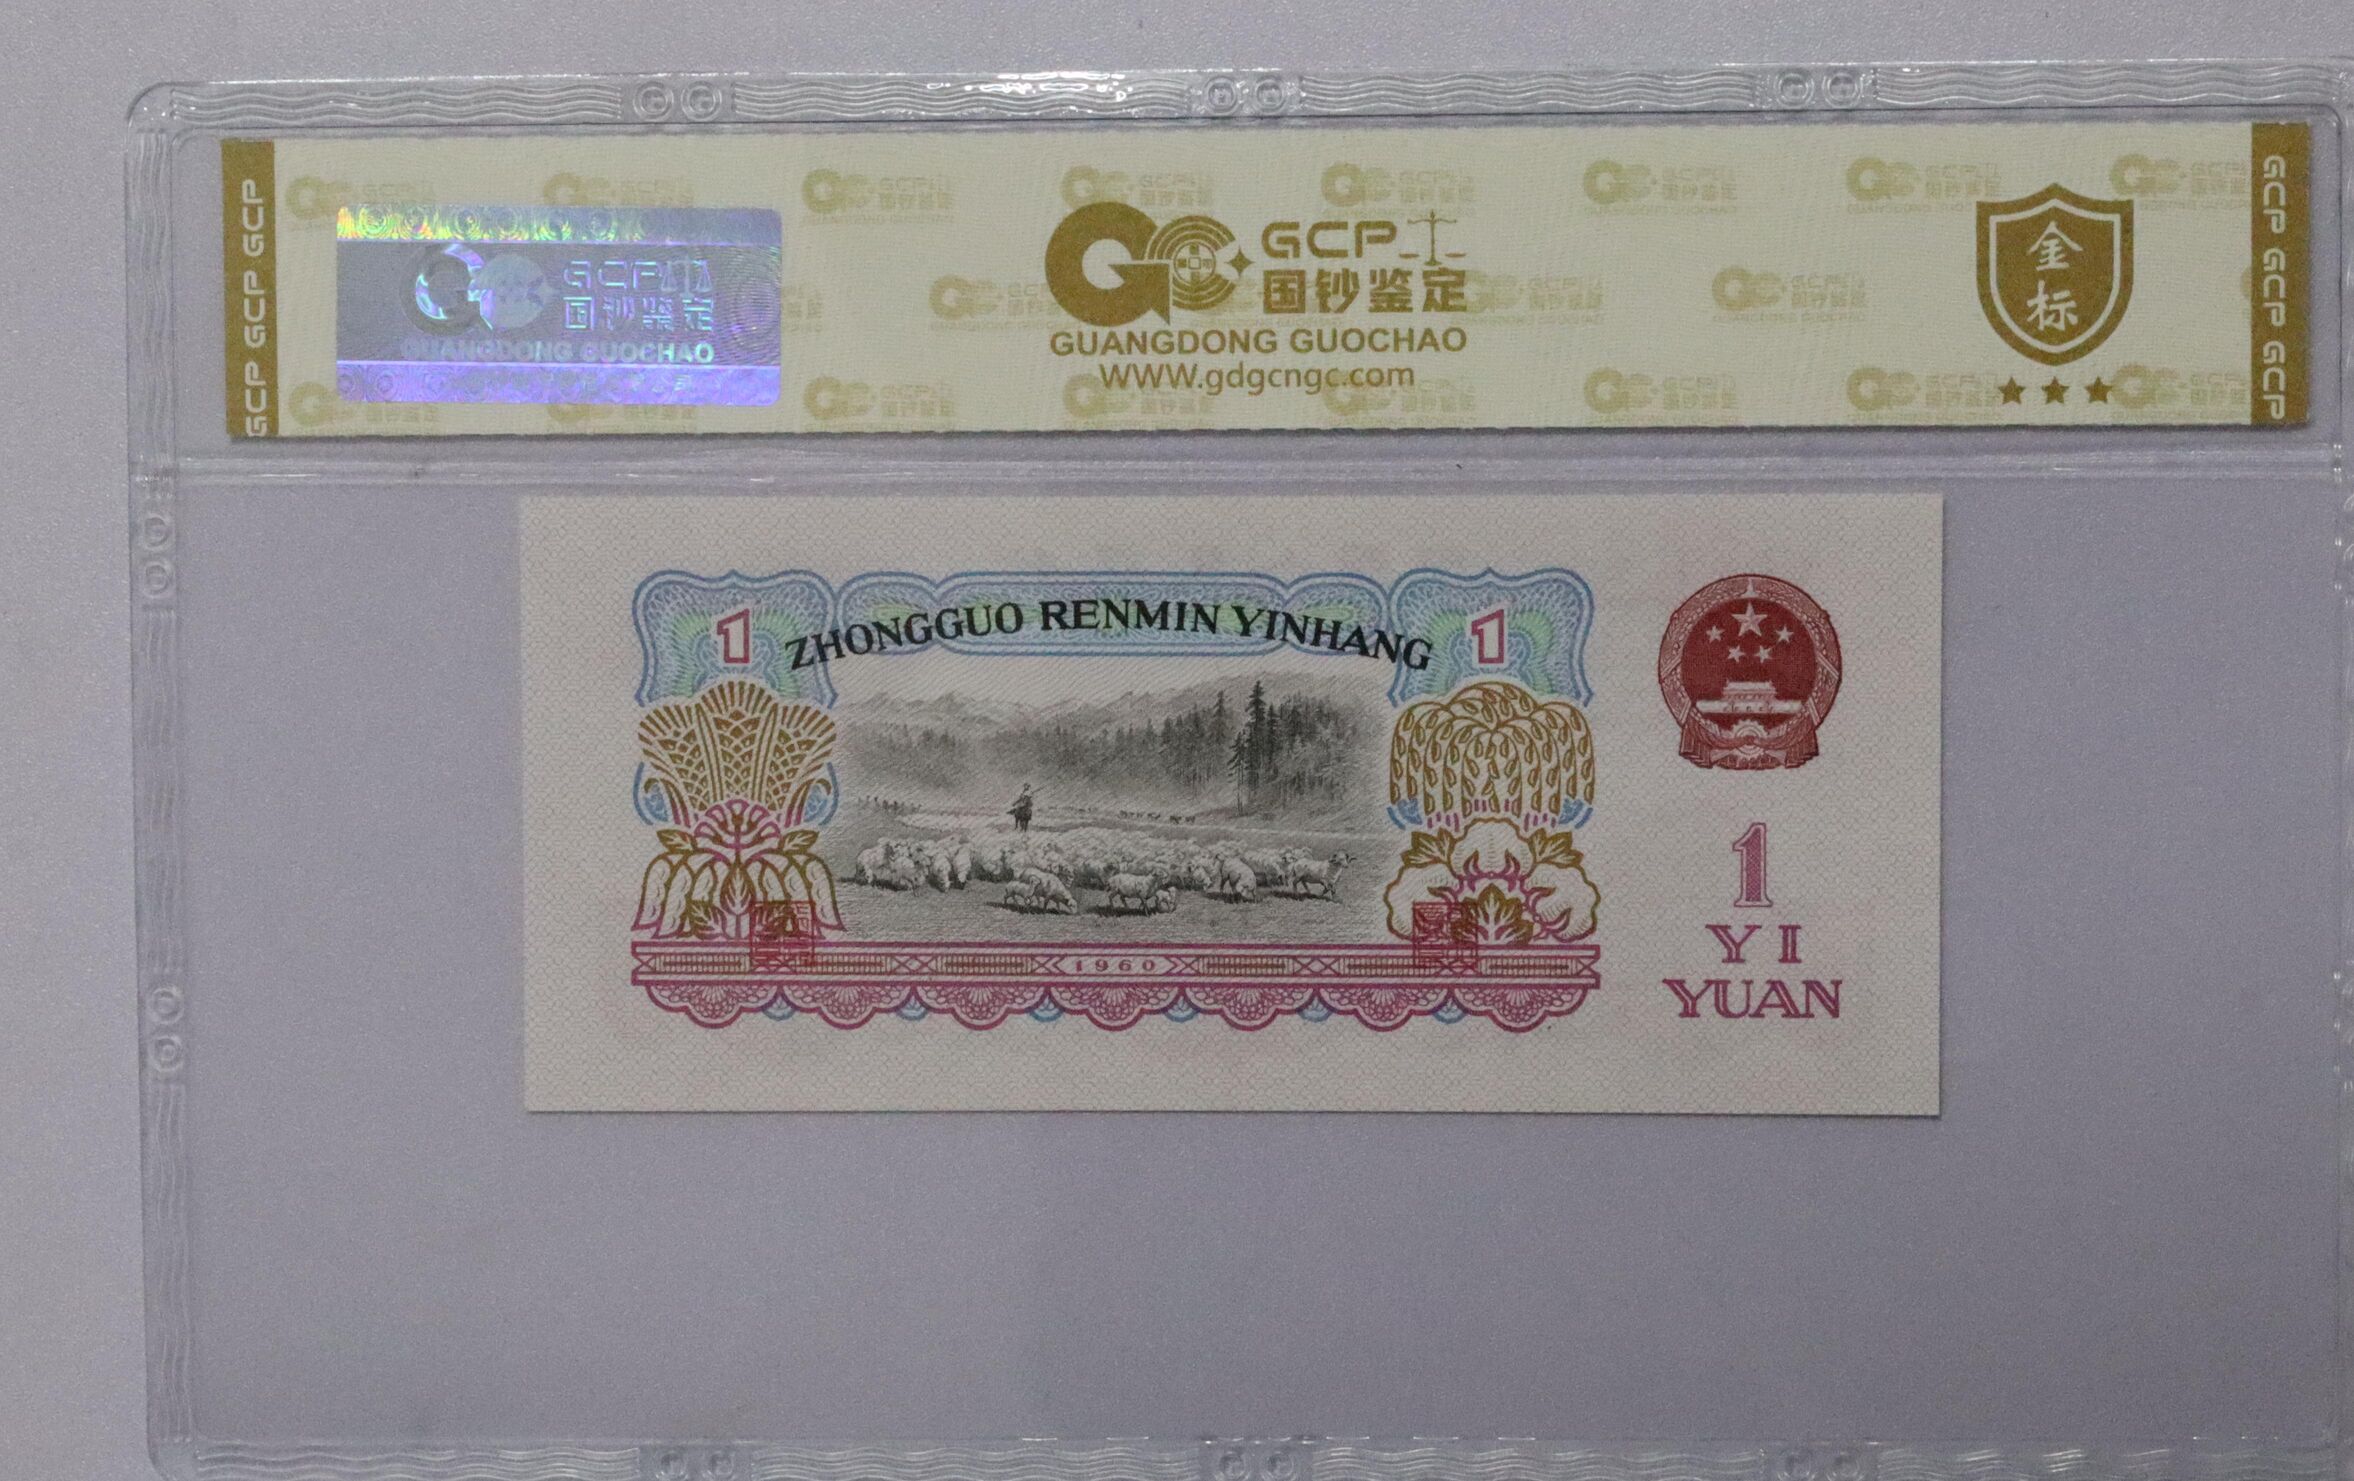 GCP GCP GCP
GCP
国钞鉴定
GUANGDONG GUOCHAO
GCP
国钞鉴定
GUANGDONG GUOCHAO
www.gdgcngc.com
金
标
GCP GCP GCP
1
ZHONGGUO RENMIN YINHANG
1
1960
1
YI
YUAN